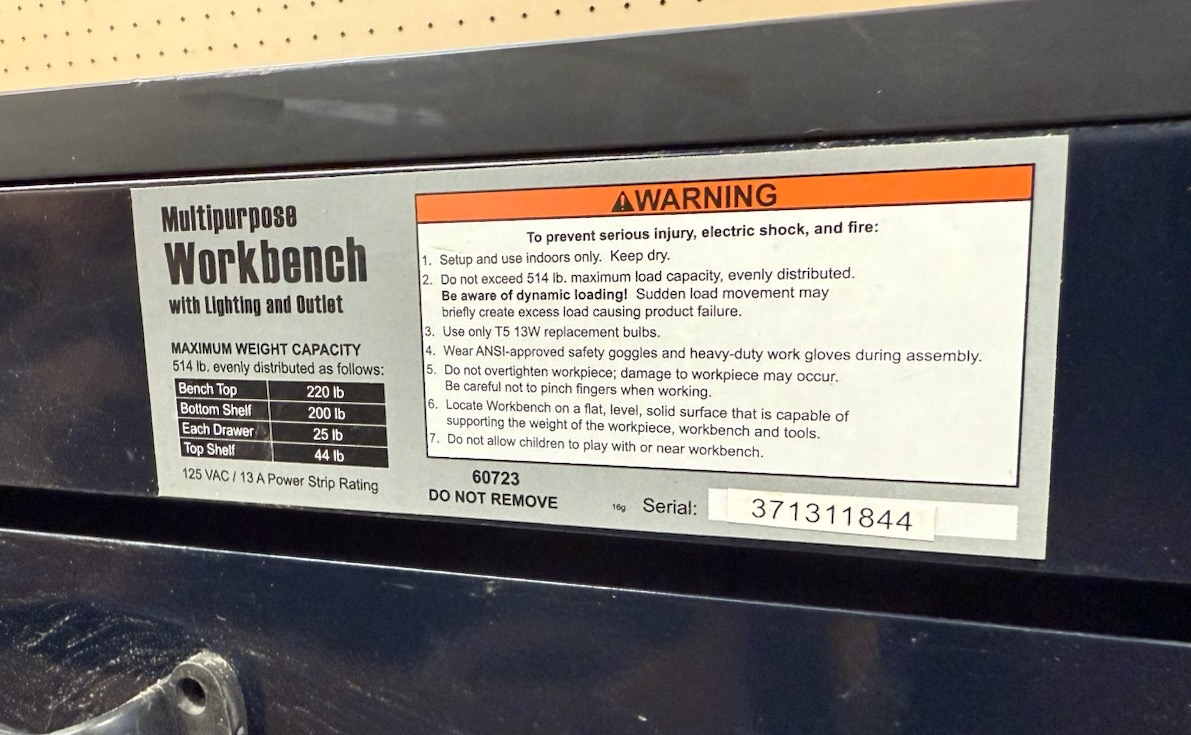 Multipurpose
Workbench
with Lighting and Outlet
MAXIMUM WEIGHT CAPACITY
514 lb. evenly distributed as follows:
Bench Top 220 lb
Bottom Shelf 200 lb
Each Drawer 25 lb
Top Shelf 44 lb
125 VAC / 13 A Power Strip Rating
⚠WARNING
To prevent serious injury, electric shock, and fire:
1. Setup and use indoors only. Keep dry.
2. Do not exceed 514 lb. maximum load capacity, evenly distributed.
Be aware of dynamic loading! Sudden load movement may
briefly create excess load causing product failure.
3. Use only T5 13W replacement bulbs.
4. Wear ANSI-approved safety goggles and heavy-duty work gloves during assembly.
5. Do not overtighten workpiece; damage to workpiece may occur.
Be careful not to pinch fingers when working.
6. Locate Workbench on a flat, level, solid surface that is capable of
supporting the weight of the workpiece, workbench and tools.
7. Do not allow children to play with or near workbench.
60723
DO NOT REMOVE
16g Serial: 371311844